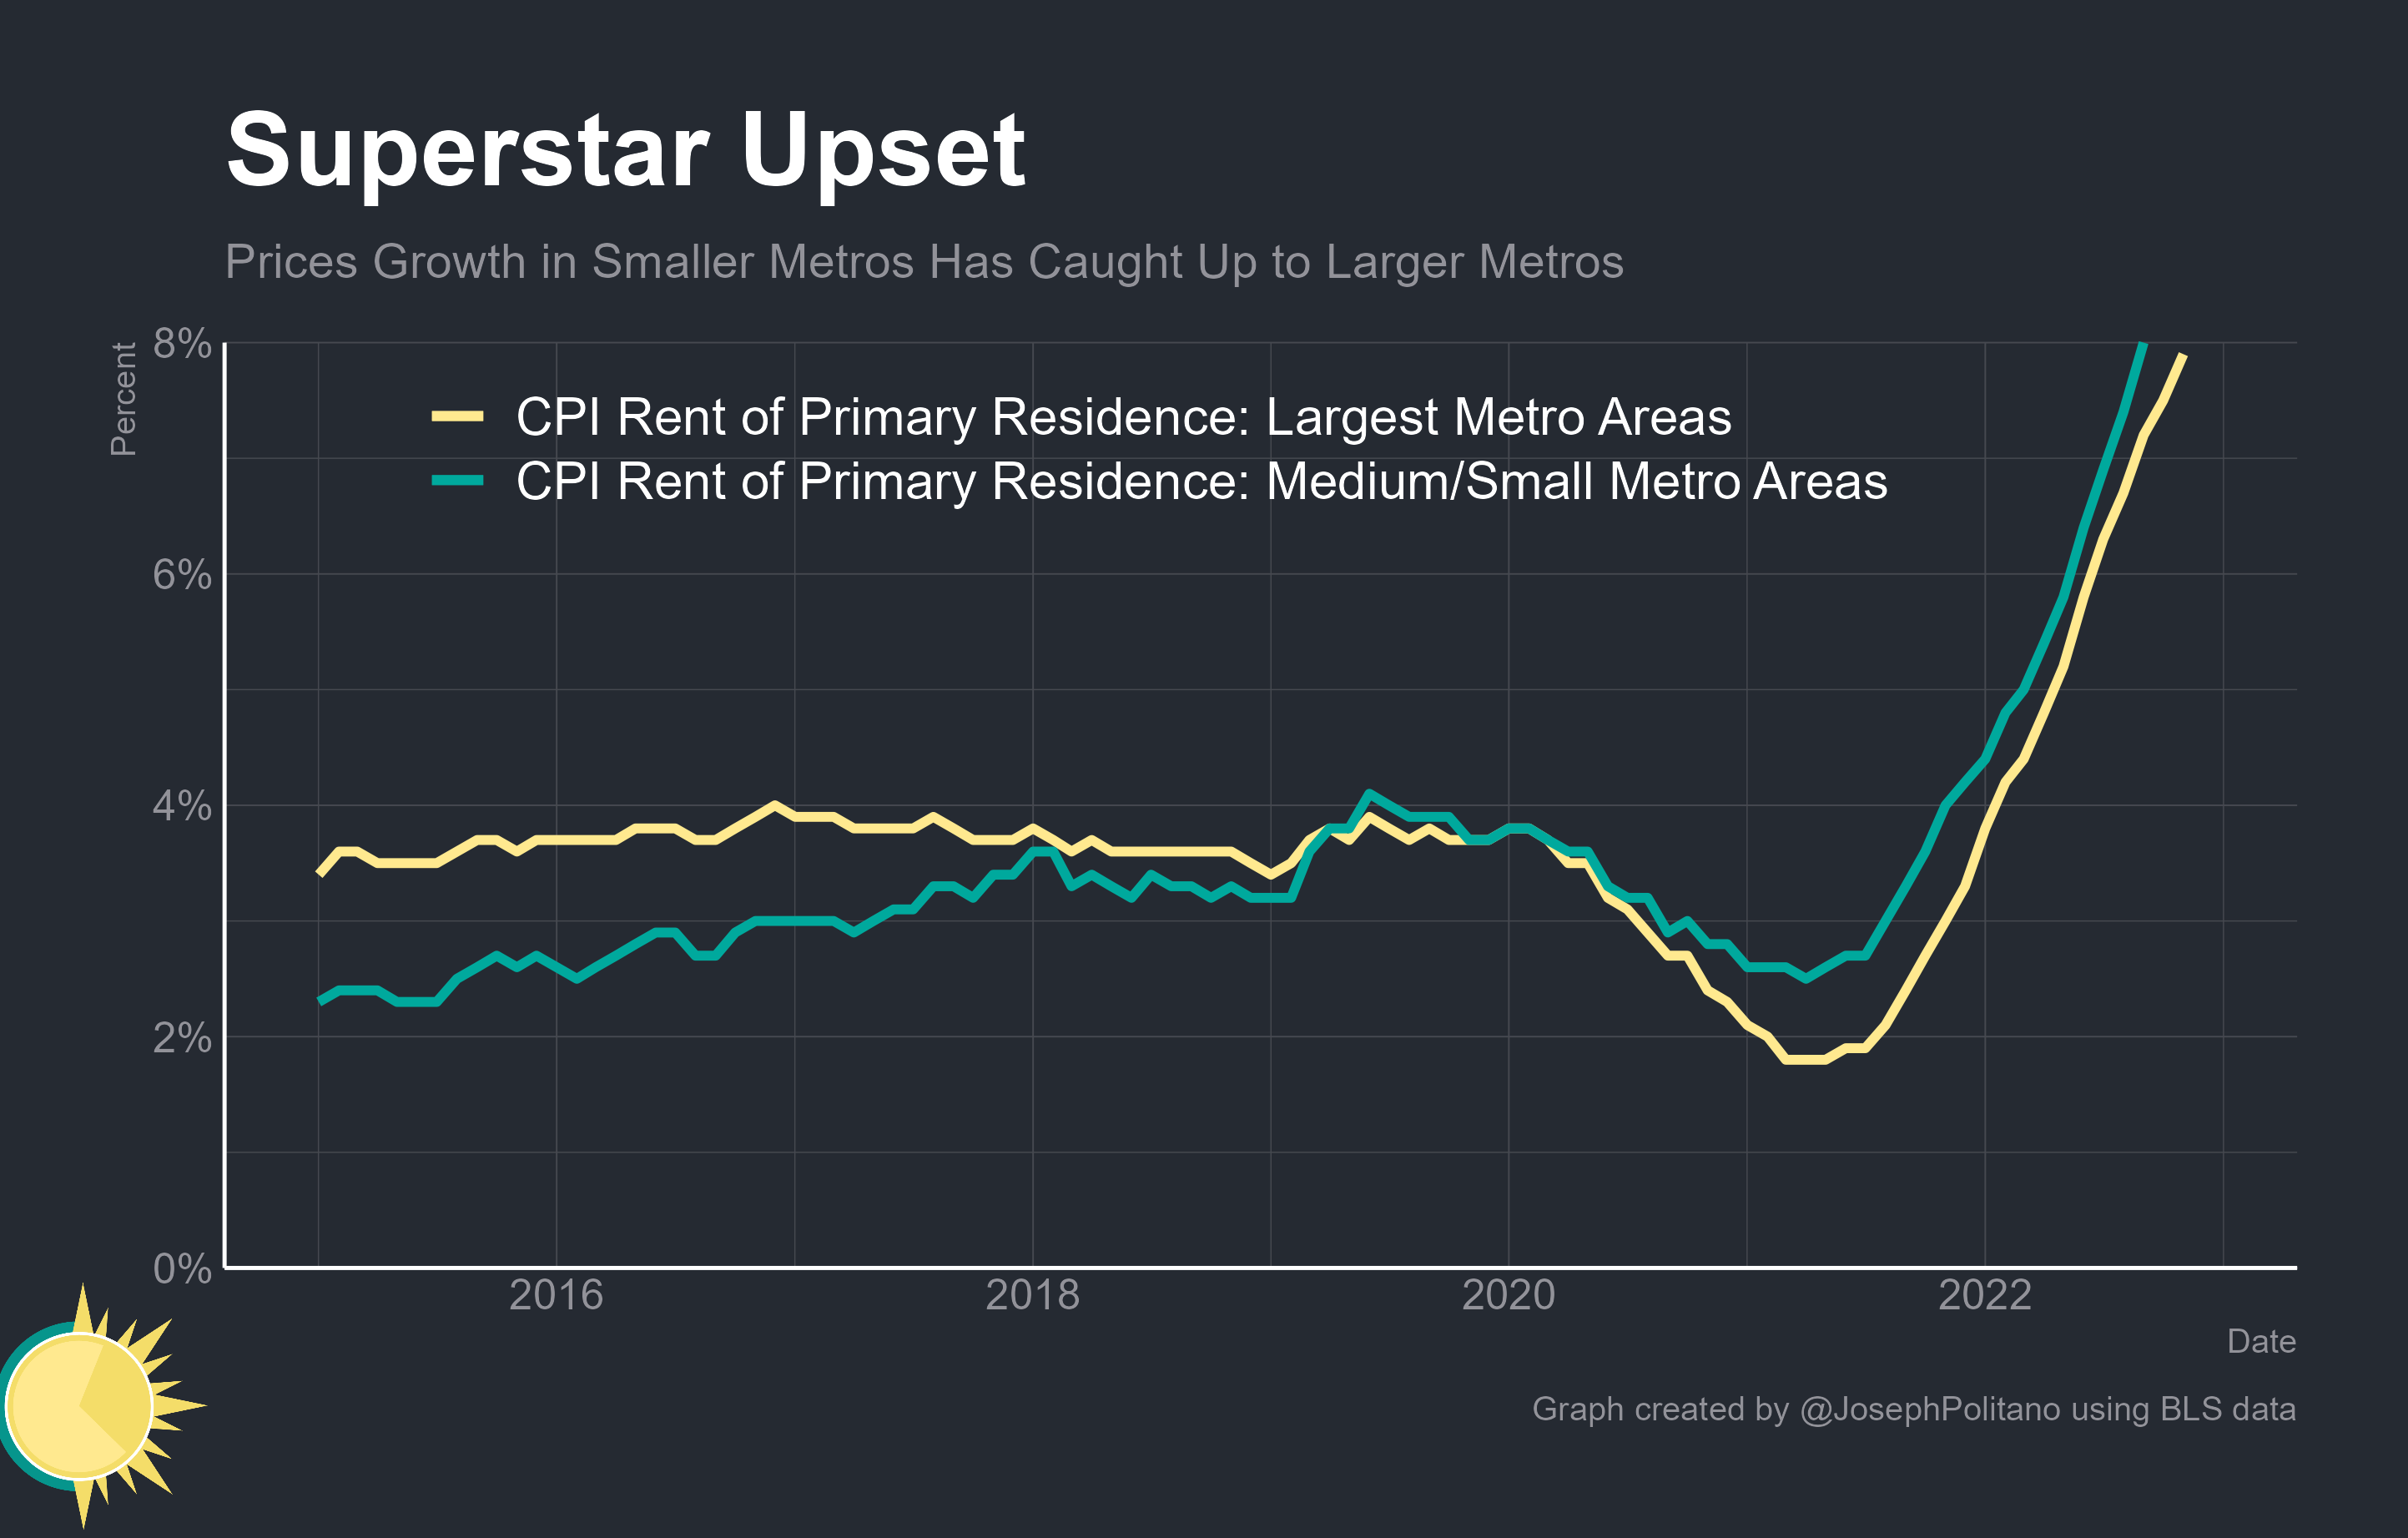 Superstar Upset
Prices Growth in Smaller Metros Has Caught Up to Larger Metros
Percent
8%
6%
4%
2%
0%
CPI Rent of Primary Residence: Largest Metro Areas
CPI Rent of Primary Residence: Medium/Small Metro Areas
2016
2018
2020
2022
Date
Graph created by @JosephPolitano using BLS data